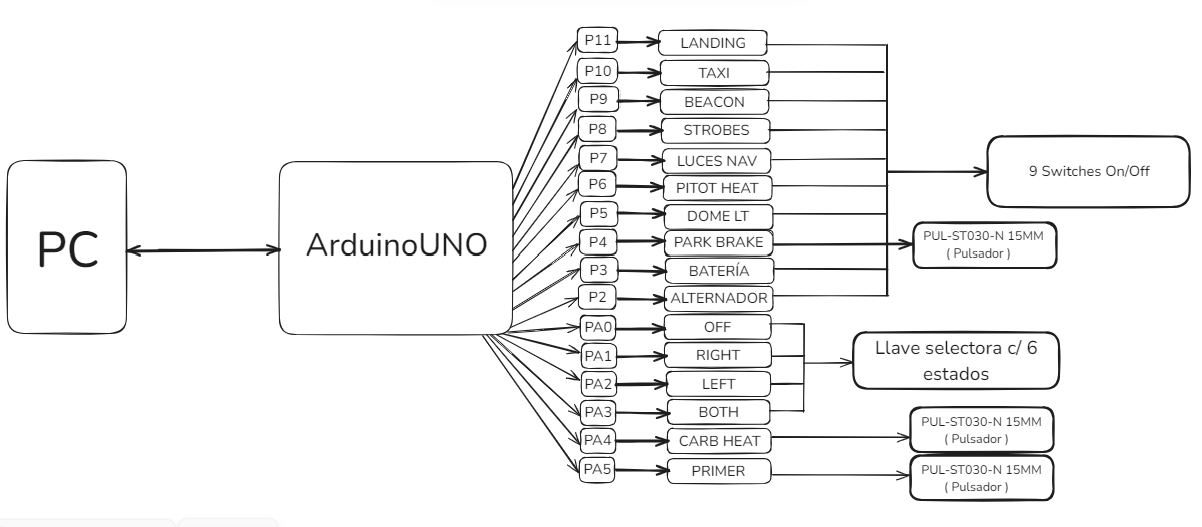 PC
ArduinoUNO
P11
LANDING
P10
TAXI
P9
BEACON
P8
STROBES
P7
LUCES NAV
P6
PITOT HEAT
P5
DOME LT
P4
PARK BRAKE
P3
BATERÍA
P2
ALTERNADOR
PA0
OFF
PA1
RIGHT
PA2
LEFT
PA3
BOTH
PA4
CARB HEAT
PA5
PRIMER
9 Switches On/Off
PUL-ST030-N 15MM
( Pulsador )
Llave selectora c/ 6
estados
PUL-ST030-N 15MM
( Pulsador )
PUL-ST030-N 15MM
( Pulsador )